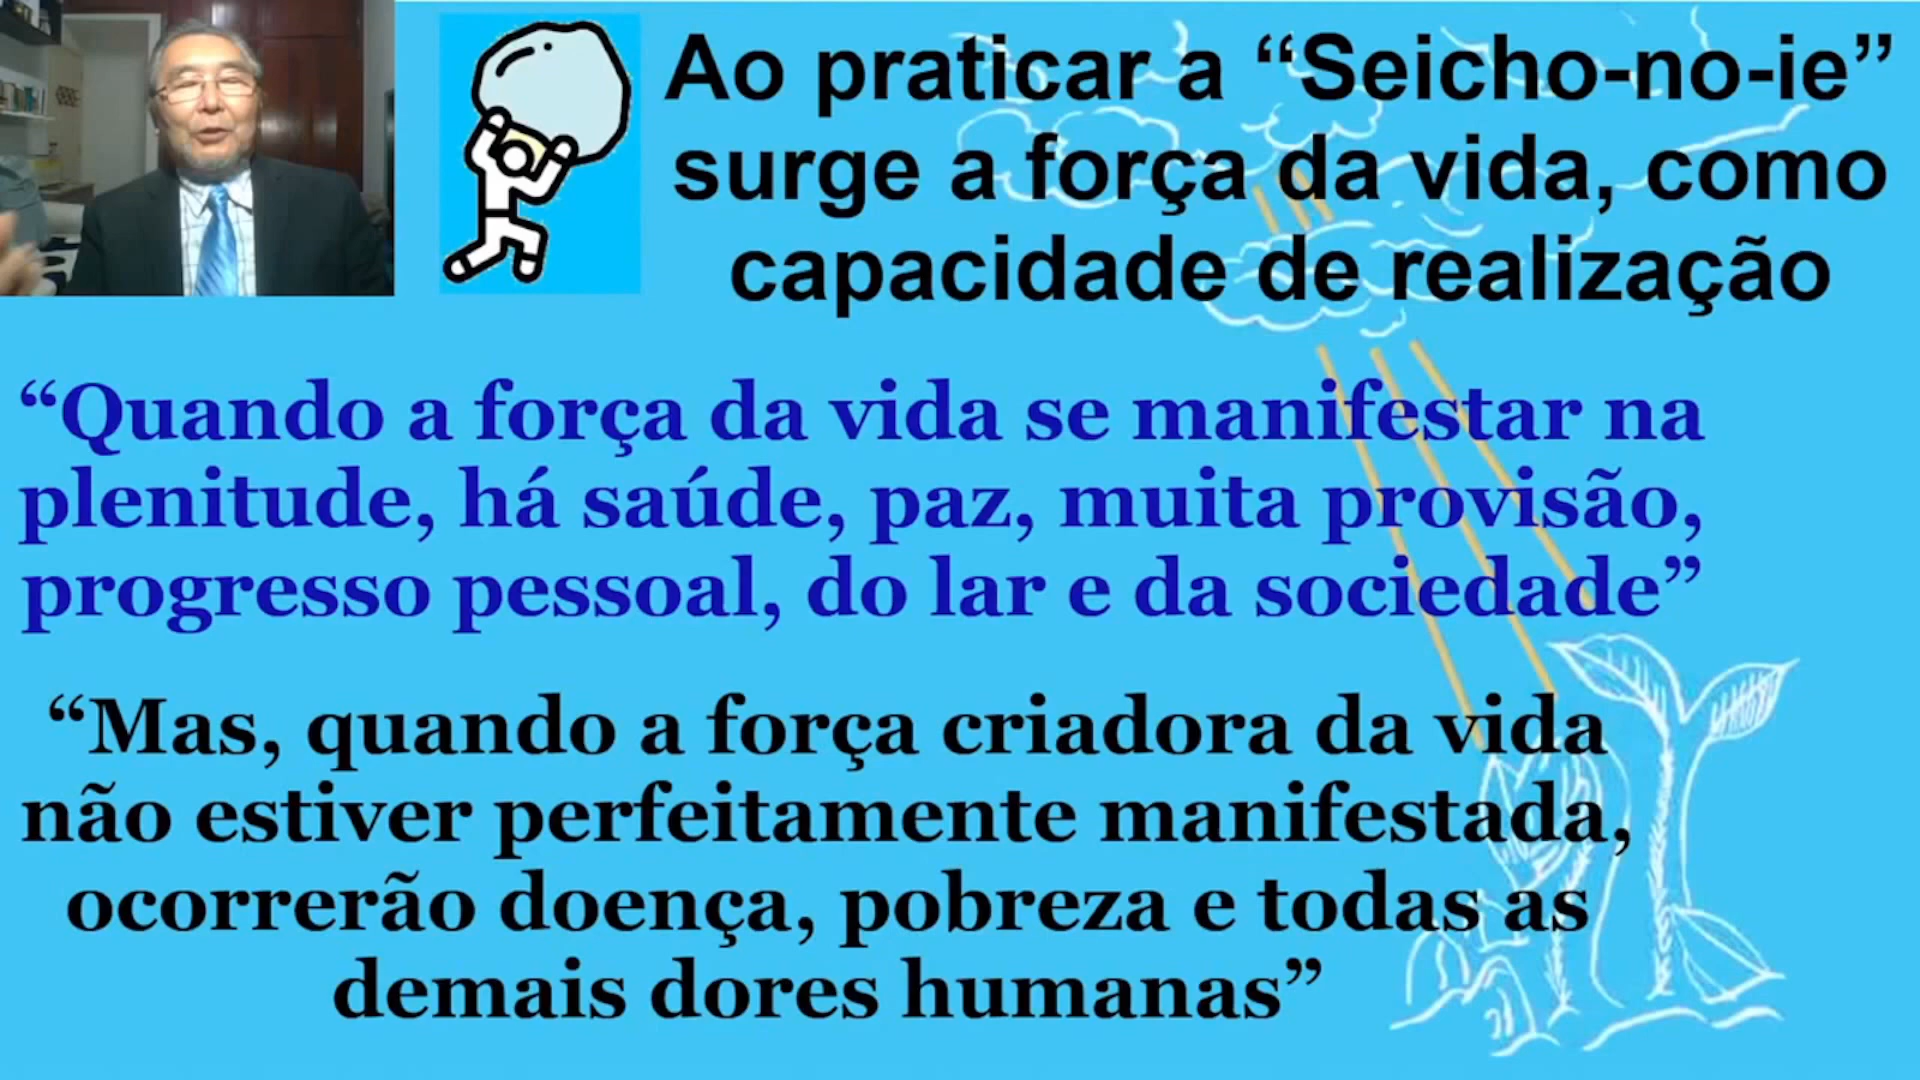 Ao praticar a “Seicho-no-ie”
surge a força da vida, como
capacidade de realização
“Quando a força da vida se manifestar na
plenitude, há saúde, paz, muita provisão,
progresso pessoal, do lar e da sociedade”
“Mas, quando a força criadora da vida
não estiver perfeitamente manifestada,
ocorrerão doença, pobreza e todas as
demais dores humanas”